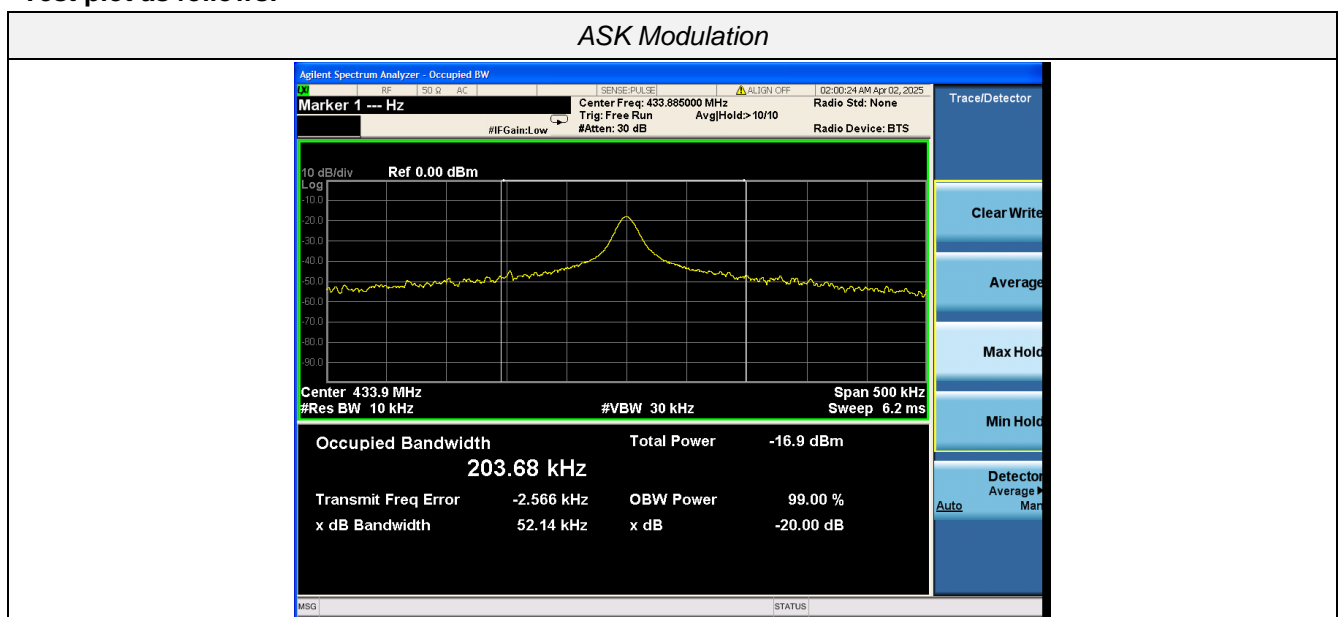 Test plot as follows:
ASK Modulation
Agilent Spectrum Analyzer - Occupied BW
LXI RF 50 Ω AC SENSE:PULSE ALIGN OFF 02:00:24 AM Apr 02, 2025
Marker 1 --- Hz
Center Freq: 433.885000 MHz
Radio Std: None
Trig: Free Run Avg|Hold:> 10/10
#IFGain:Low
#Atten: 30 dB
Radio Device: BTS
Trace/Detector
10 dB/div Ref 0.00 dBm
Log
-10.0
-20.0
-30.0
-40.0
-50.0
-60.0
-70.0
-80.0
-90.0
Center 433.9 MHz Span 500 kHz
#Res BW 10 kHz #VBW 30 kHz Sweep 6.2 ms
Occupied Bandwidth Total Power -16.9 dBm
203.68 kHz
Transmit Freq Error -2.566 kHz OBW Power 99.00 %
x dB Bandwidth 52.14 kHz x dB -20.00 dB
Clear Write
Average
Max Hold
Min Hold
Detector
Average
Auto Man
MSG STATUS